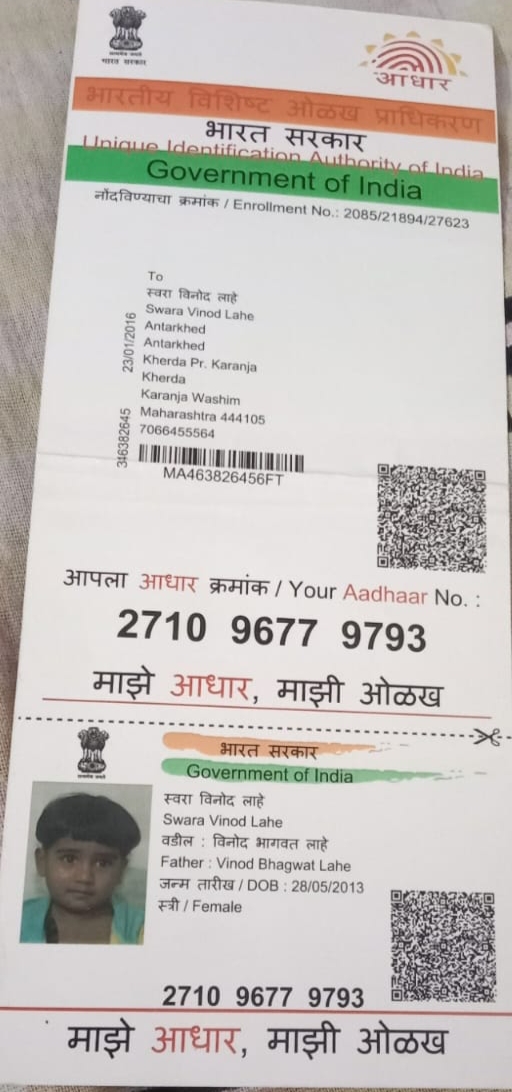 भारत सरकार
आधार
भारतीय विशिष्ट ओळख प्राधिकरण
भारत सरकार
Unique Identification Authority of India
Government of India
नोंदविण्याचा क्रमांक / Enrollment No.: 2085/21894/27623
To
स्वरा विनोद लाहे
Swara Vinod Lahe
Antarkhed
Antarkhed
Kherda Pr. Karanja
Kherda
Karanja Washim
Maharashtra 444105
7066455564
23/01/2016
346382645
MA463826456FT
आपला आधार क्रमांक / Your Aadhaar No. :
2710 9677 9793
माझे आधार, माझी ओळख
भारत सरकार
Government of India
स्वरा विनोद लाहे
Swara Vinod Lahe
वडील : विनोद भागवत लाहे
Father : Vinod Bhagwat Lahe
जन्म तारीख / DOB : 28/05/2013
स्त्री / Female
2710 9677 9793
माझे आधार, माझी ओळख